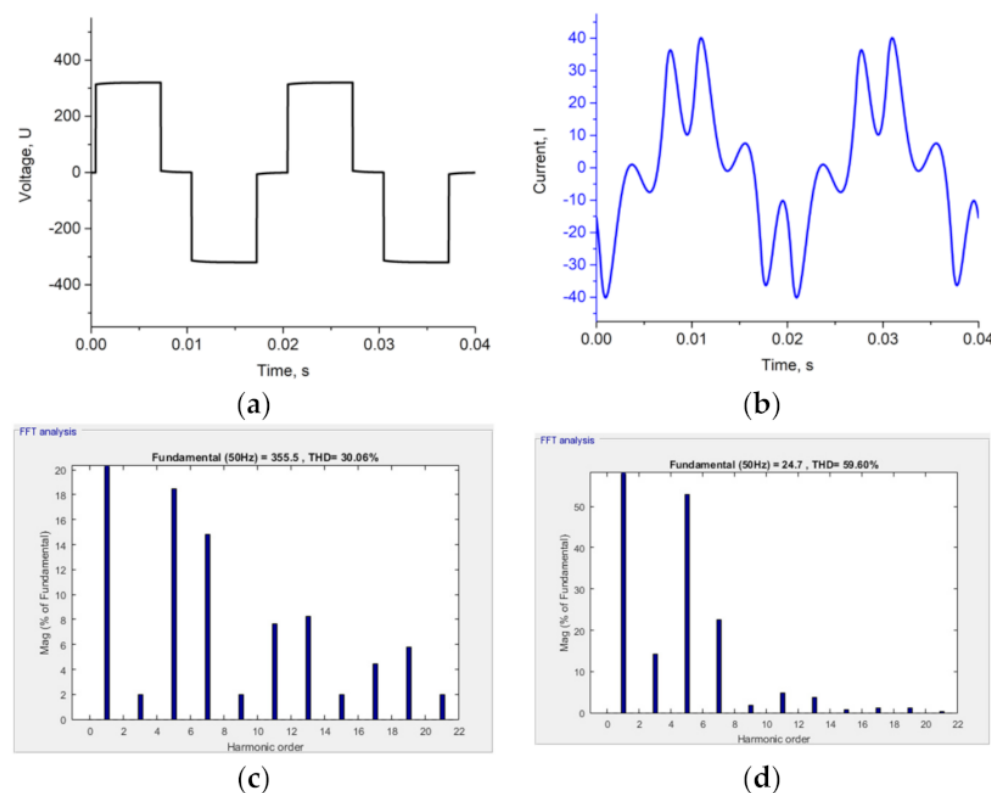 Voltage, U
400
200
0
-200
-400
0.00 0.01 0.02 0.03 0.04
Time, s
(a)
Current, I
40
30
20
10
0
-10
-20
-30
-40
0.00 0.01 0.02 0.03 0.04
Time, s
(b)
FFT analysis
Fundamental (50Hz) = 355.5 , THD= 30.06%
Mag (% of Fundamental)
20
18
16
14
12
10
8
6
4
2
0
0 2 4 6 8 10 12 14 16 18 20 22
Harmonic order
(c)
FFT analysis
Fundamental (50Hz) = 24.7 , THD= 59.60%
Mag (% of Fundamental)
50
40
30
20
10
0
0 2 4 6 8 10 12 14 16 18 20 22
Harmonic order
(d)